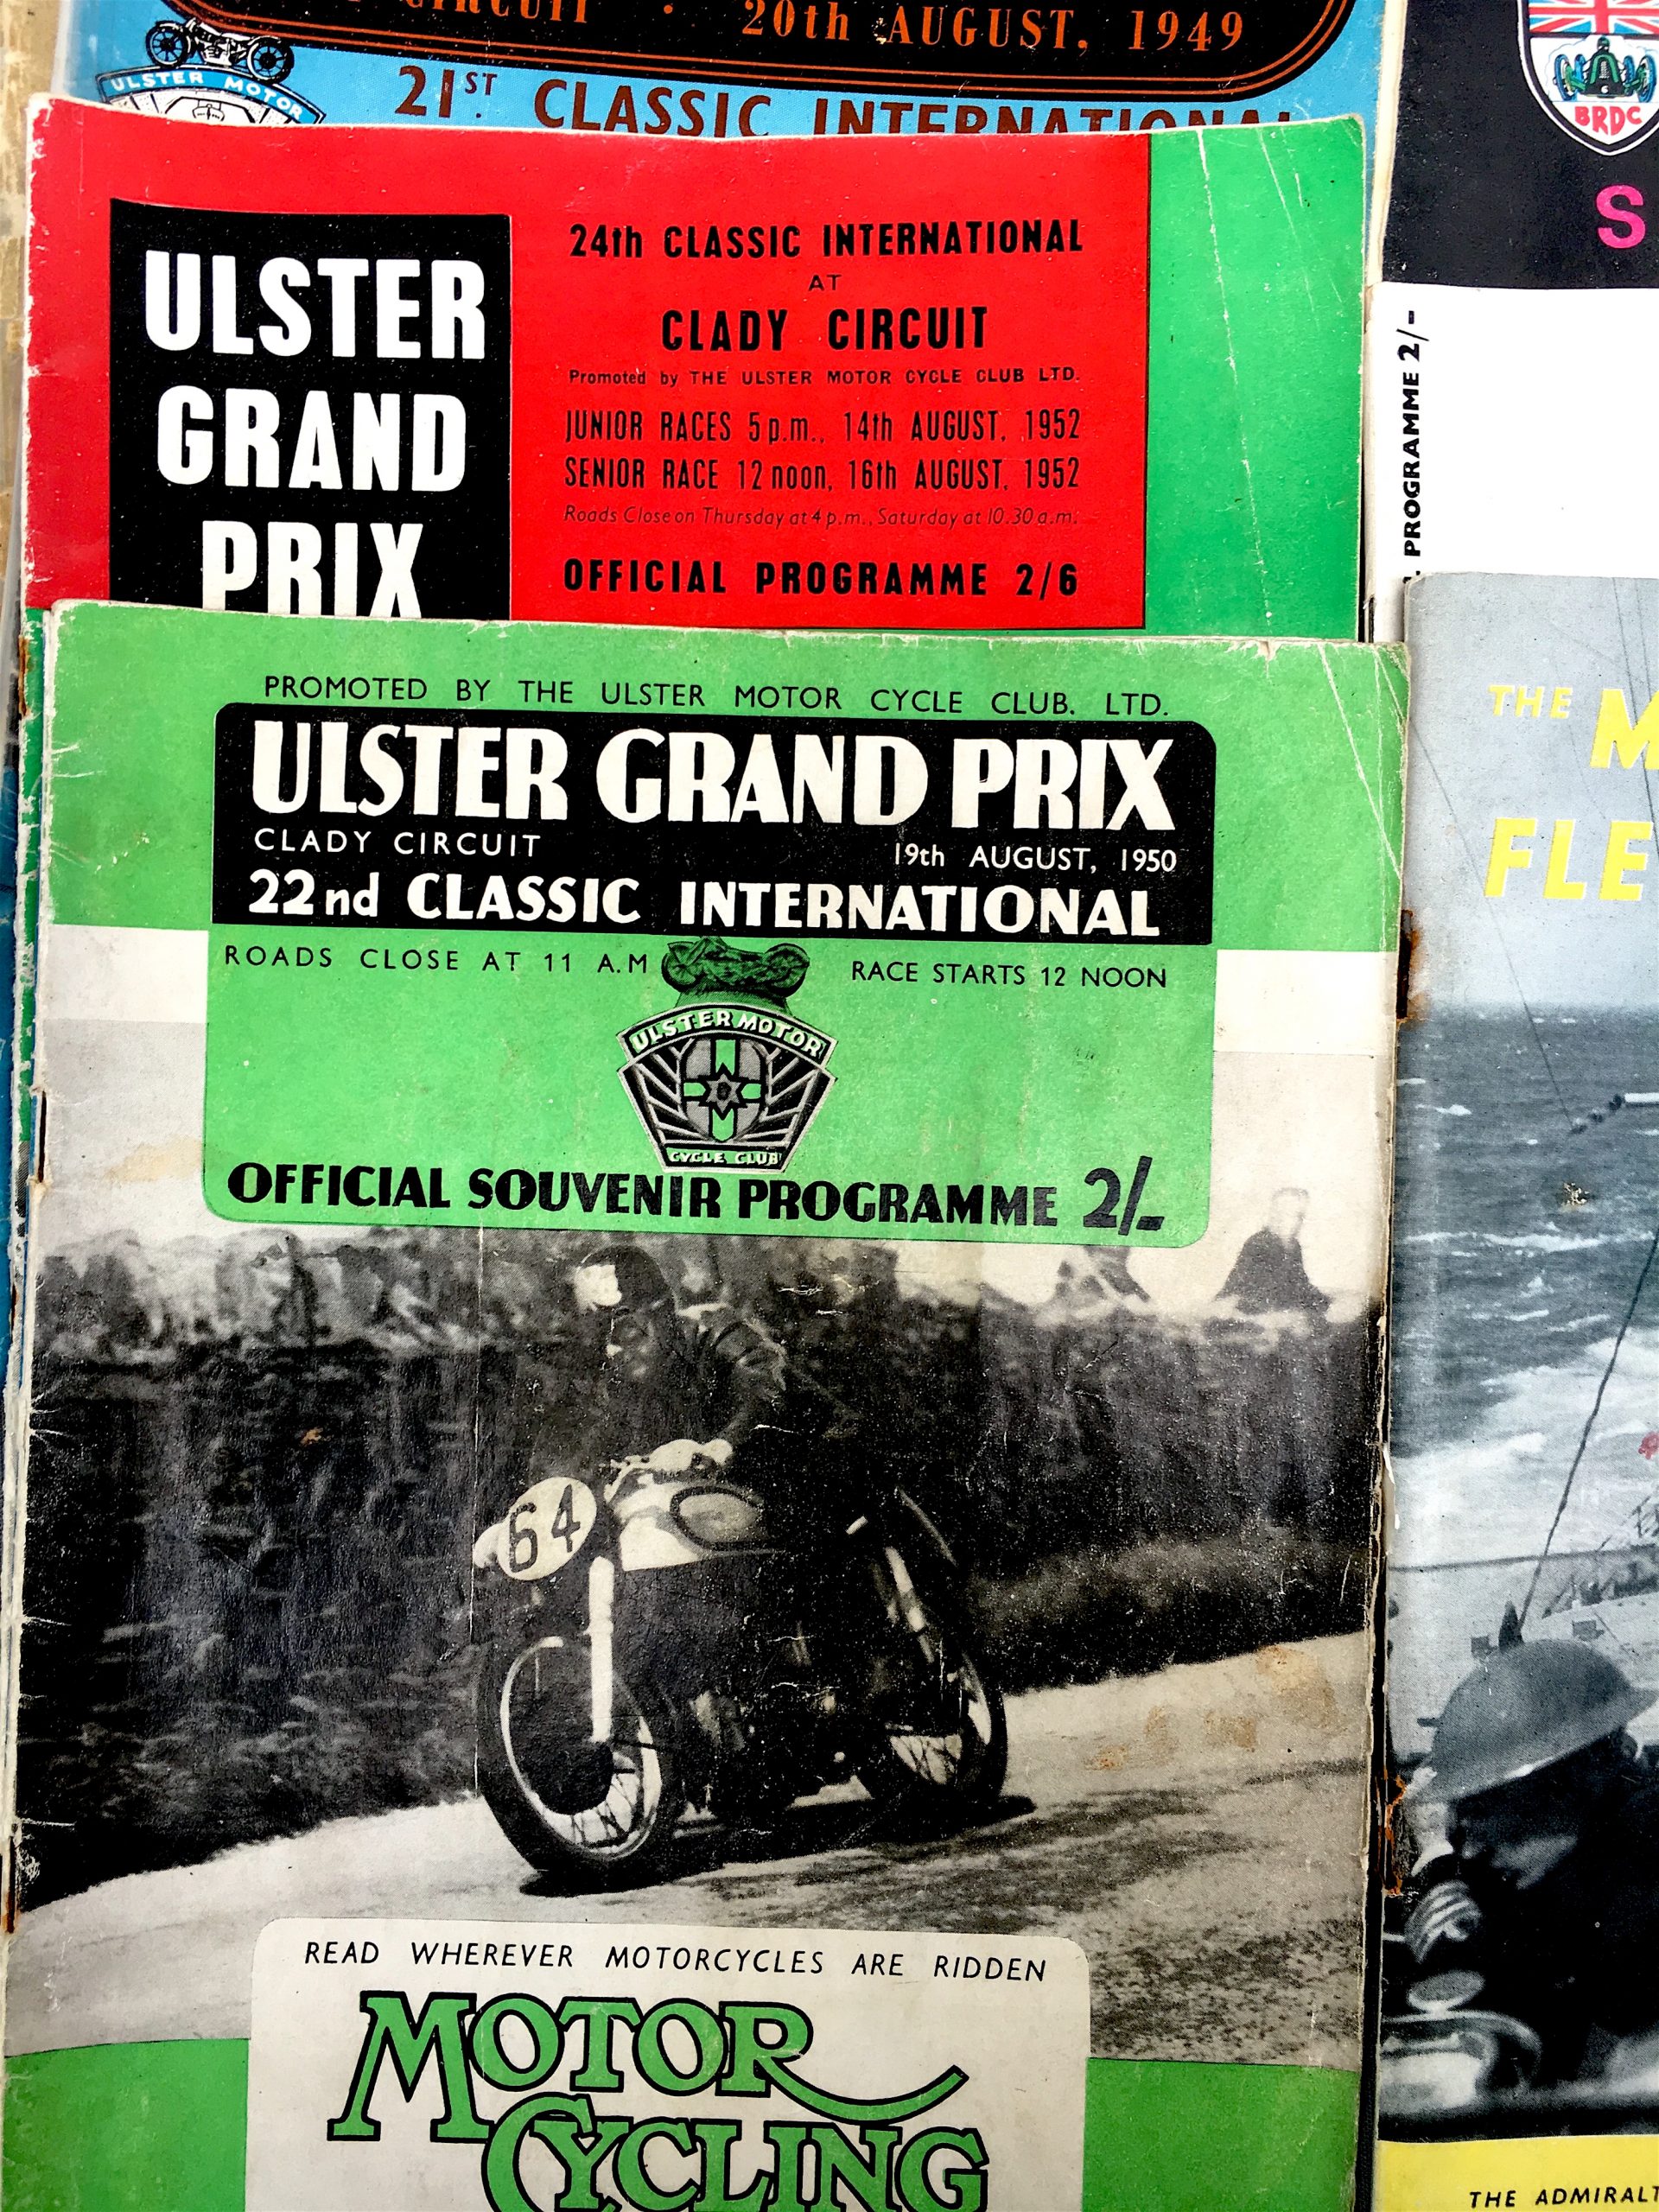 CIRCUIT · 20th AUGUST, 1949
ULSTER MOTOR
21ST. CLASSIC INTERNATIONAL
BRDC
S
ULSTER
GRAND
PRIX
24th CLASSIC INTERNATIONAL
AT
CLADY CIRCUIT
Promoted by THE ULSTER MOTOR CYCLE CLUB LTD.
JUNIOR RACES 5 p.m., 14th AUGUST, 1952
SENIOR RACE 12 noon, 16th AUGUST, 1952
Roads Close on Thursday at 4 p.m., Saturday at 10.30 a.m.
OFFICIAL PROGRAMME 2/6
PROGRAMME 2/-
PROMOTED BY THE ULSTER MOTOR CYCLE CLUB. LTD.
ULSTER GRAND PRIX
CLADY CIRCUIT 19th AUGUST, 1950
22nd CLASSIC INTERNATIONAL
ROADS CLOSE AT 11 A.M RACE STARTS 12 NOON
ULSTER MOTOR
CYCLE CLUB
OFFICIAL SOUVENIR PROGRAMME 2/-
64
READ WHEREVER MOTORCYCLES ARE RIDDEN
MOTOR
CYCLING
THE M
FLE
THE ADMIRALT